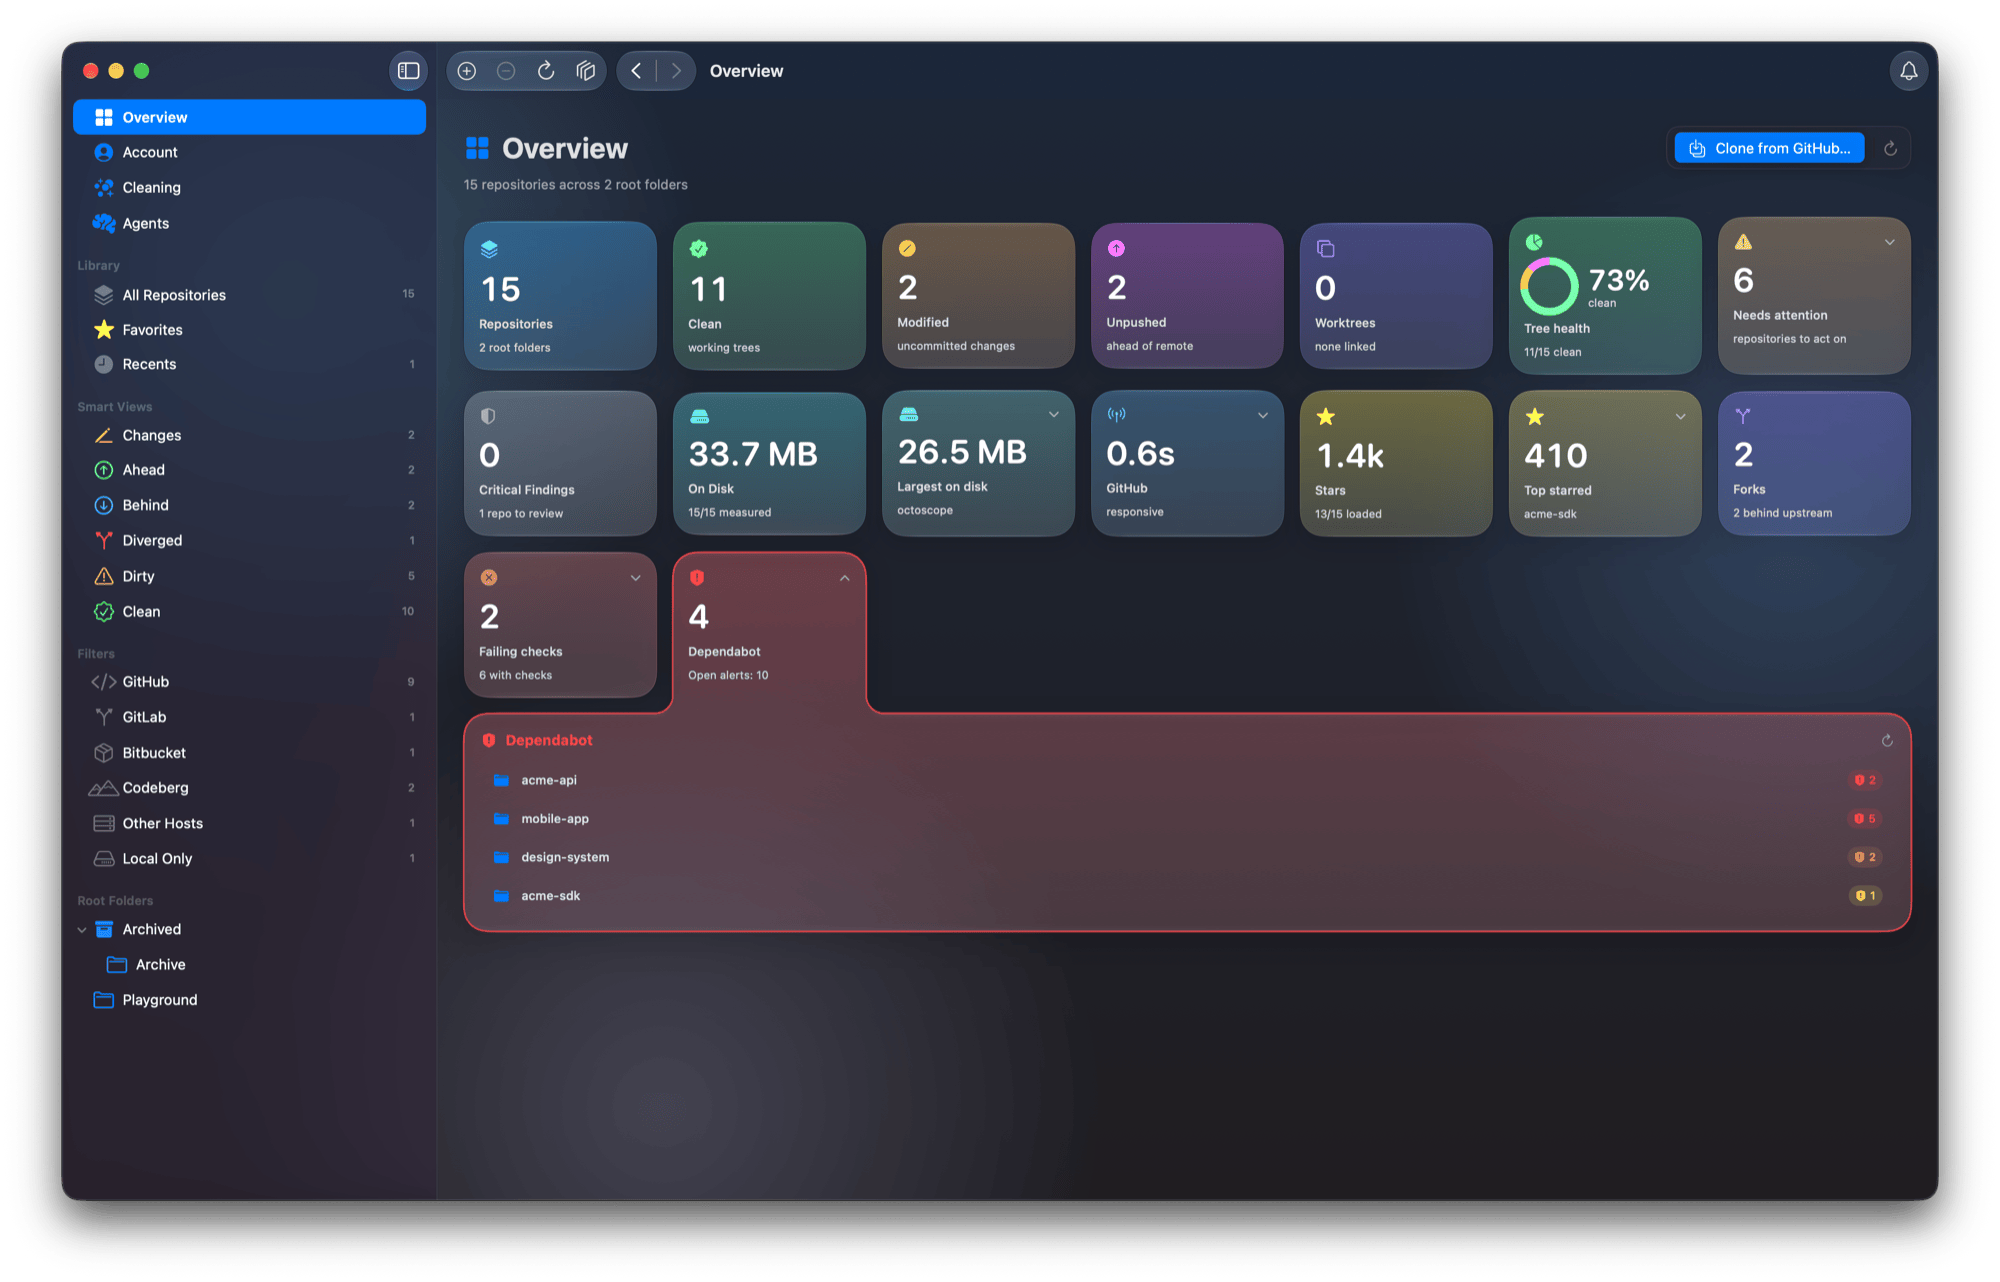 Overview
Overview
Account
Cleaning
Agents
Library
All Repositories 15
Favorites
Recents 1
Smart Views
Changes 2
Ahead 2
Behind 2
Diverged 1
Dirty 5
Clean 10
Filters
GitHub 9
GitLab 1
Bitbucket 1
Codeberg 2
Other Hosts 1
Local Only 1
Root Folders
Archived
Archive
Playground
Overview
Clone from GitHub...
15 repositories across 2 root folders
15
Repositories
2 root folders
11
Clean
working trees
2
Modified
uncommitted changes
2
Unpushed
ahead of remote
0
Worktrees
none linked
73%
clean
Tree health
11/15 clean
6
Needs attention
repositories to act on
0
Critical Findings
1 repo to review
33.7 MB
On Disk
15/15 measured
26.5 MB
Largest on disk
octoscope
0.6s
GitHub
responsive
1.4k
Stars
13/15 loaded
410
Top starred
acme-sdk
2
Forks
2 behind upstream
2
Failing checks
6 with checks
4
Dependabot
Open alerts: 10
Dependabot
acme-api 2
mobile-app 5
design-system 2
acme-sdk 1